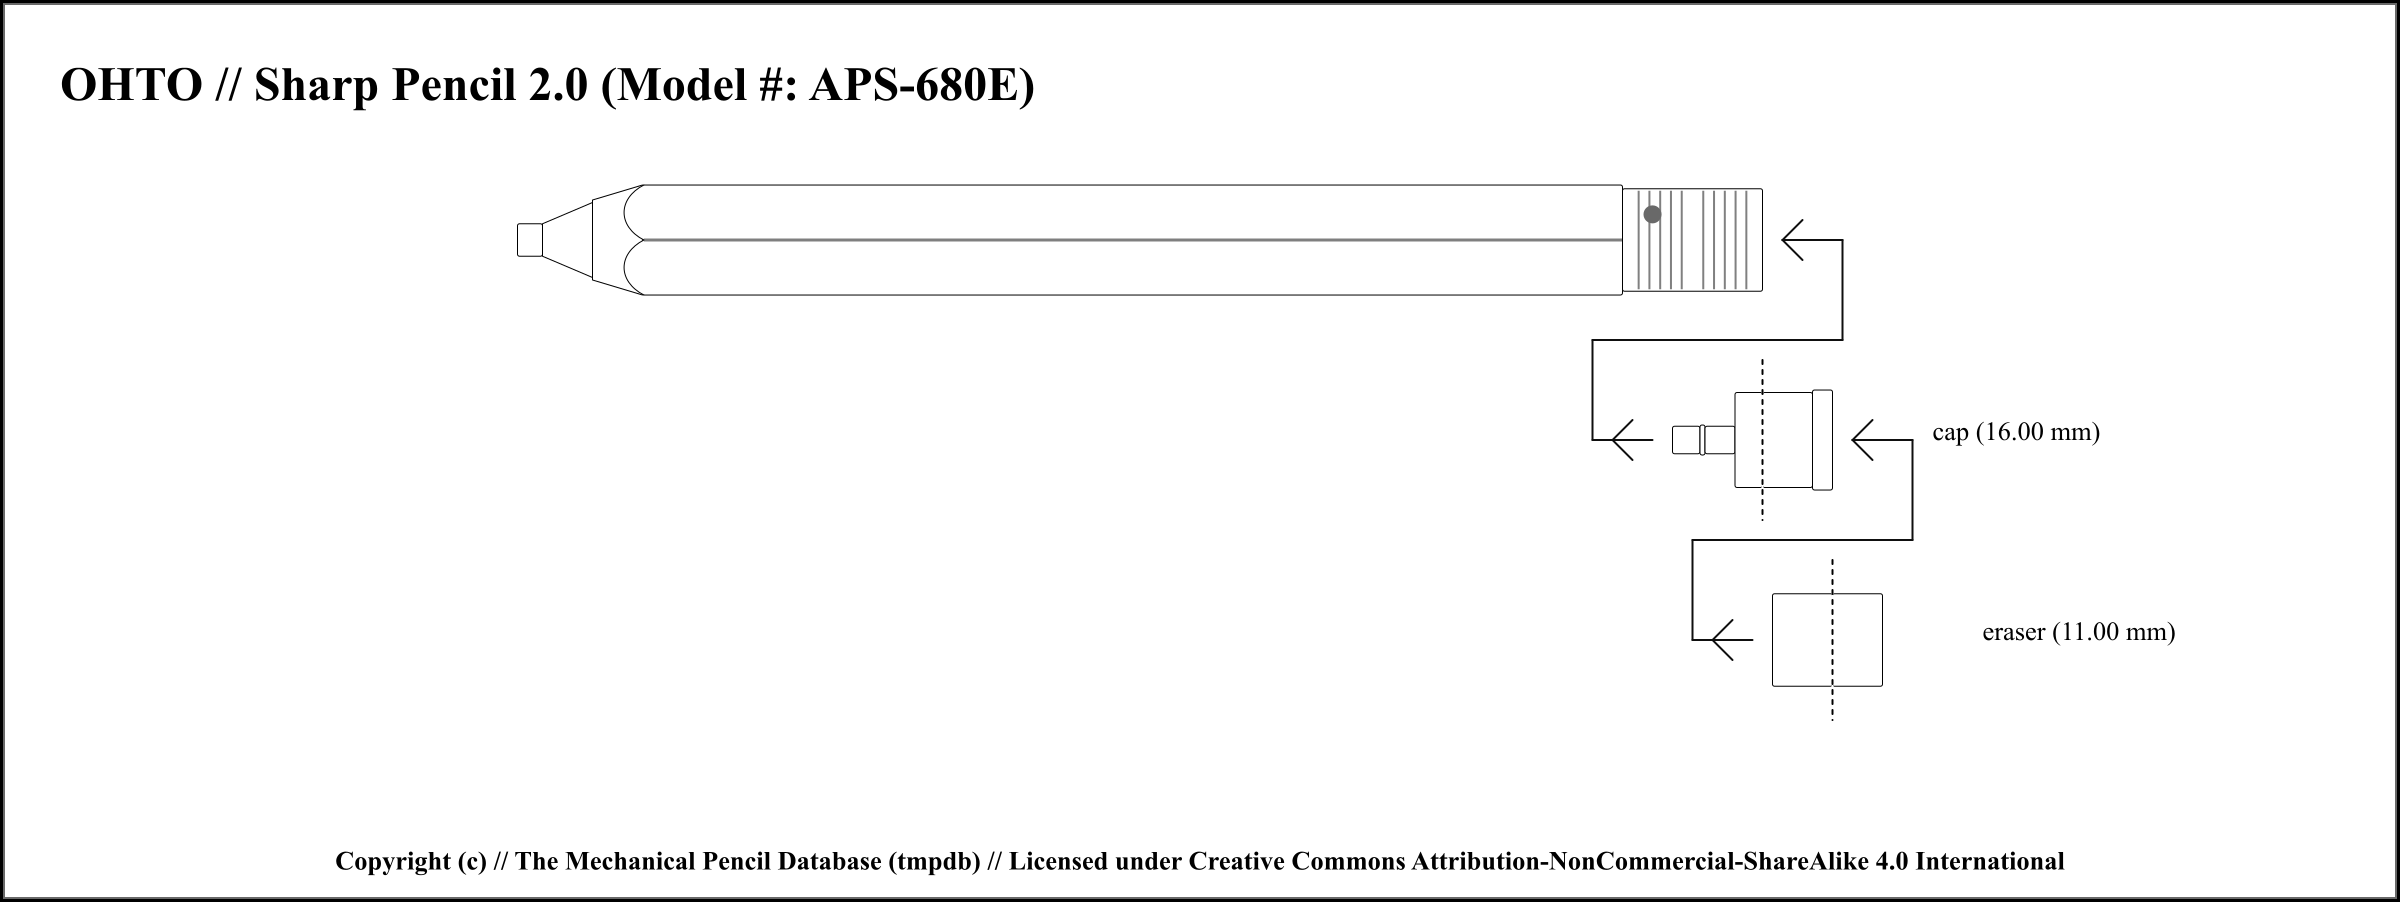 OHTO // Sharp Pencil 2.0 (Model #: APS-680E)
cap (16.00 mm)
eraser (11.00 mm)
Copyright (c) // The Mechanical Pencil Database (tmpdb) // Licensed under Creative Commons Attribution-NonCommercial-ShareAlike 4.0 International